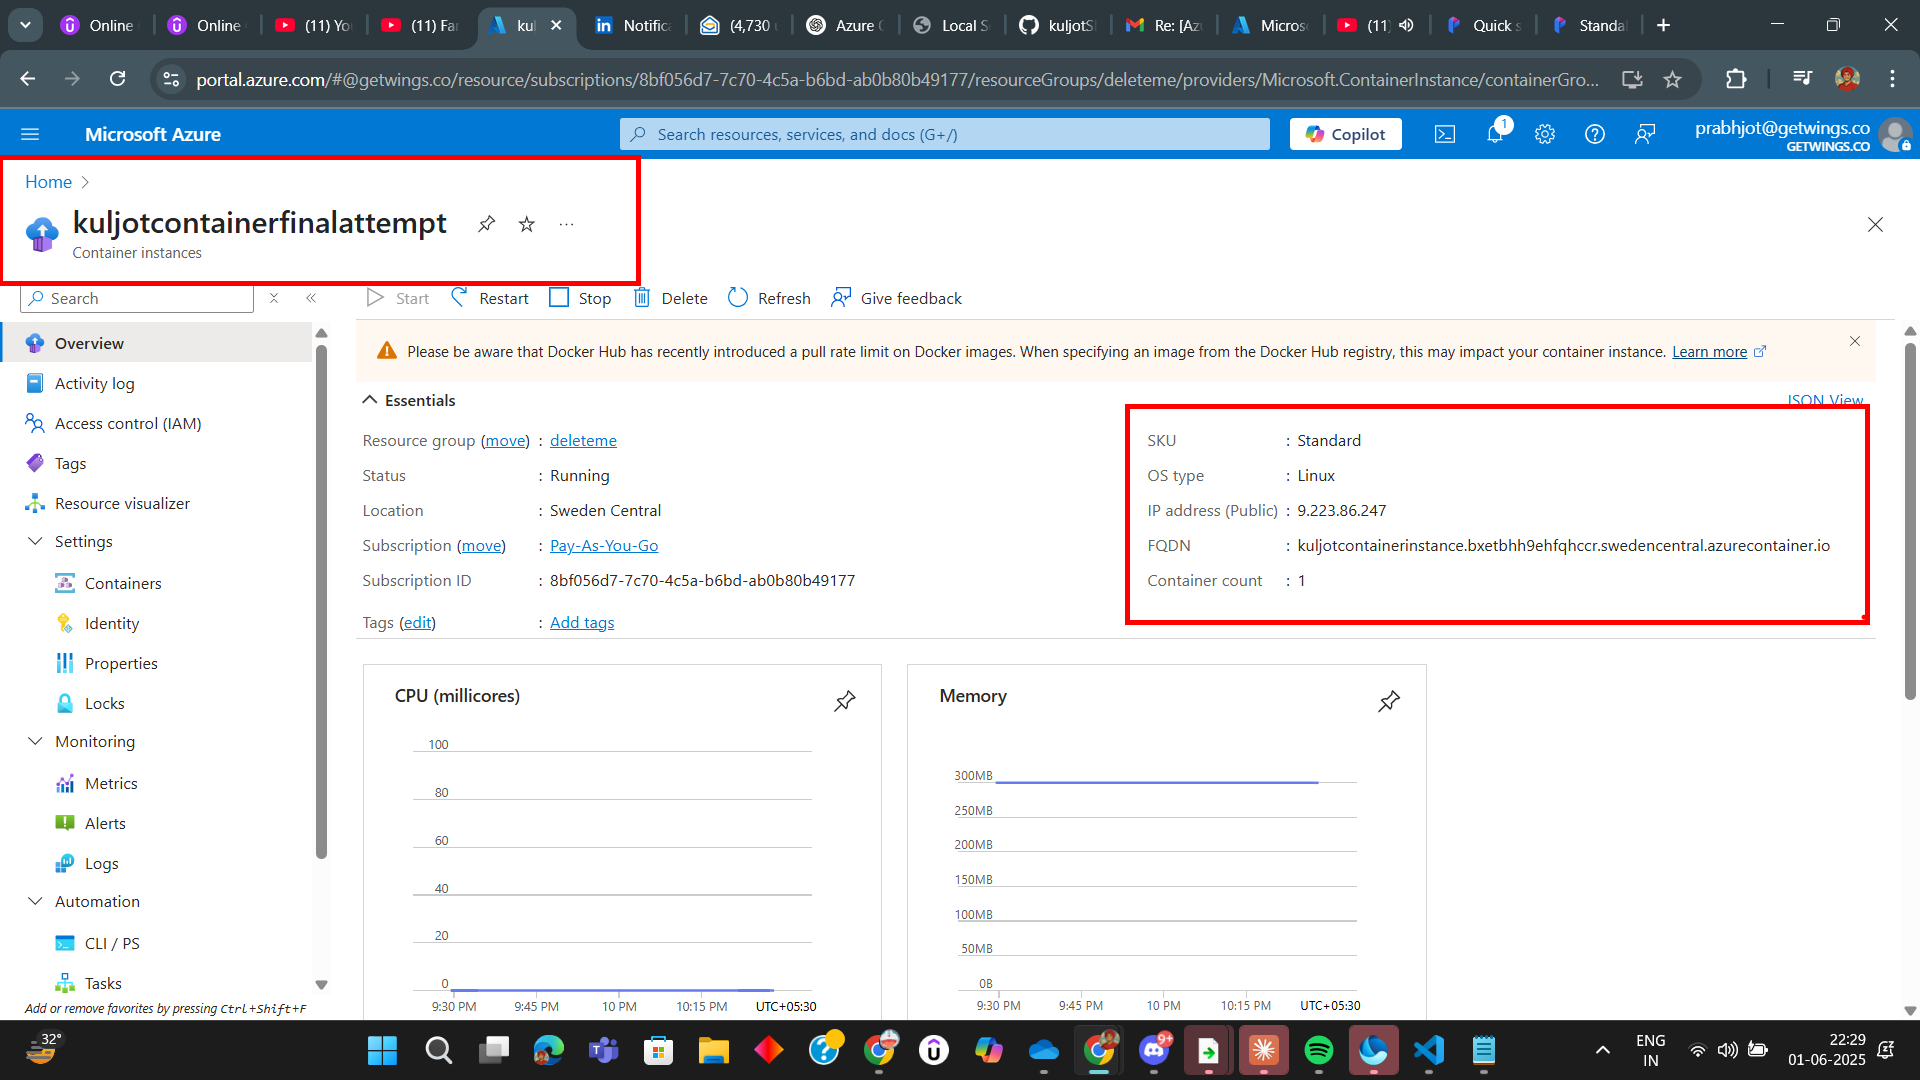 Online
Online
(11) Yo
(11) Fa
kul
Notifica
(4,730 u
Azure C
Local S
kuljotS
Re: [Az
Micros
(11)
Quick s
Standal
portal.azure.com/#@getwings.co/resource/subscriptions/8bf056d7-7c70-4c5a-b6bd-ab0b80b49177/resourceGroups/deleteme/providers/Microsoft.ContainerInstance/containerGro...
Microsoft Azure
Search resources, services, and docs (G+/)
Copilot
1
prabhjot@getwings.co
GETWINGS.CO
Home
kuljotcontainerfinalattempt
Container instances
Search
Start
Restart
Stop
Delete
Refresh
Give feedback
Overview
Activity log
Access control (IAM)
Tags
Resource visualizer
Settings
Containers
Identity
Properties
Locks
Monitoring
Metrics
Alerts
Logs
Automation
CLI / PS
Tasks
Add or remove favorites by pressing Ctrl+Shift+F
Please be aware that Docker Hub has recently introduced a pull rate limit on Docker images. When specifying an image from the Docker Hub registry, this may impact your container instance. Learn more
Essentials
JSON View
Resource group (move) : deleteme
Status : Running
Location : Sweden Central
Subscription (move) : Pay-As-You-Go
Subscription ID : 8bf056d7-7c70-4c5a-b6bd-ab0b80b49177
Tags (edit) : Add tags
SKU : Standard
OS type : Linux
IP address (Public) : 9.223.86.247
FQDN : kuljotcontainerinstance.bxetbhh9ehfqhccr.swedencentral.azurecontainer.io
Container count : 1
CPU (millicores)
100
80
60
40
20
0
9:30 PM 9:45 PM 10 PM 10:15 PM UTC+05:30
Memory
300MB
250MB
200MB
150MB
100MB
50MB
0B
9:30 PM 9:45 PM 10 PM 10:15 PM UTC+05:30
32°
9+
ENG
IN
22:29
01-06-2025